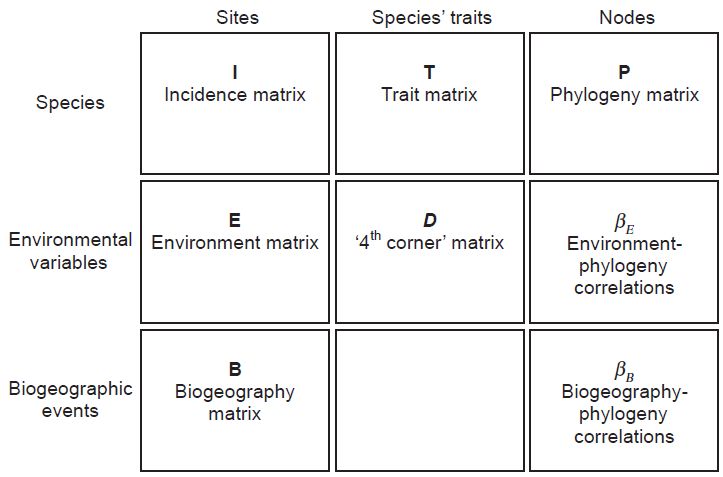 Sites Species' traits Nodes
Species
I
Incidence matrix
T
Trait matrix
P
Phylogeny matrix
Environmental
variables
E
Environment matrix
D
‘4th corner’ matrix
βE
Environment-
phylogeny
correlations
Biogeographic
events
B
Biogeography
matrix
βB
Biogeography-
phylogeny
correlations